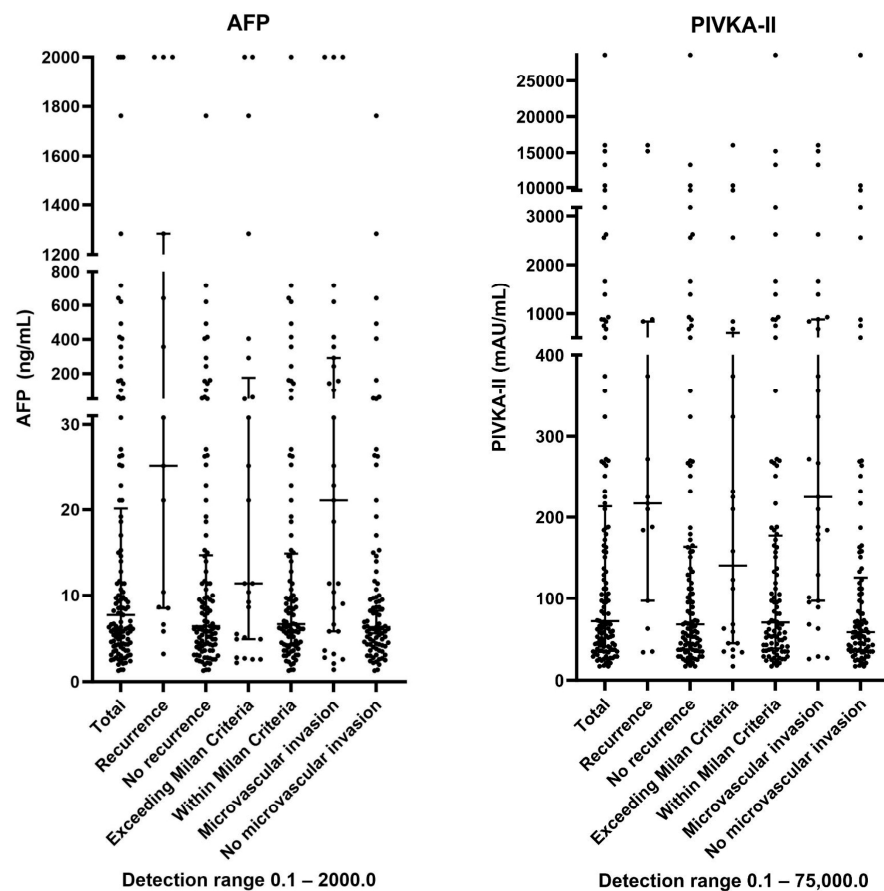 AFP
AFP (ng/mL)
2000
1800
1600
1400
1200
800
600
400
200
30
20
10
0
Total
Recurrence
No recurrence
Exceeding Milan Criteria
Within Milan Criteria
Microvascular invasion
No microvascular invasion
Detection range 0.1 – 2000.0
PIVKA-II
PIVKA-II (mAU/mL)
25000
20000
15000
10000
3000
2000
1000
400
300
200
100
0
Total
Recurrence
No recurrence
Exceeding Milan Criteria
Within Milan Criteria
Microvascular invasion
No microvascular invasion
Detection range 0.1 – 75,000.0